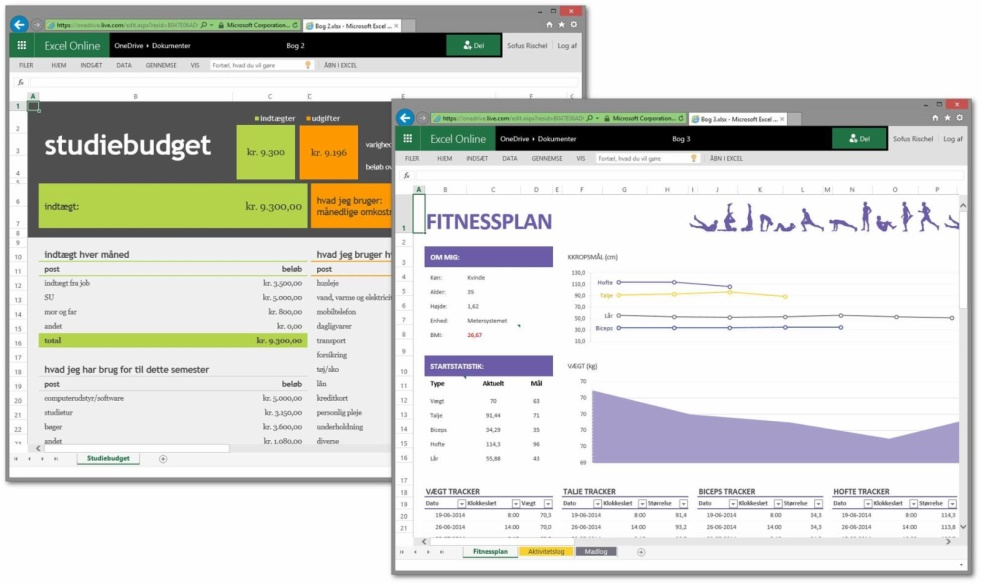 https://onedrive.live.com/edit.aspx?resid=
Microsoft Corporation...
Bog 2.xlsx - Microsoft Excel ...
Excel Online
OneDrive › Dokumenter
Bog 2
Del
Sofus Rischel
Log af
FILER HJEM INDSÆT DATA GENNEMSE VIS Fortæl, hvad du vil gøre ÅBN I EXCEL
fx
A B C D E F
indtægter udgifter
studiebudget
kr. 9.300
kr. 9.196
indtægt: kr. 9.300,00
hvad jeg bruger:
indtægt hver måned
post beløb
indtægt fra job kr. 3.500,00
SU kr. 5.000,00
mor og far kr. 800,00
andet kr. 0,00
total kr. 9.300,00
hvad jeg har brug for til dette semester
post beløb
computerudstyr/software kr. 5.000,00
studietur kr. 3.150,00
bøger kr. 3.600,00
andet kr. 1.080,00
hvad jeg bruger
post
husleje
vand, varme og
mobiltelefon
dagligvarer
transport
forsikring
tøj/sko
lån
kreditkort
personlig pleje
underholdning
diverse
Studiebudget
https://onedrive.live.com/edit.aspx?resid=
Microsoft Corporation...
Bog 3.xlsx - Microsoft Excel ...
Excel Online
OneDrive › Dokumenter
Bog 3
Del
Sofus Rischel
Log af
FILER HJEM INDSÆT DATA GENNEMSE VIS Fortæl, hvad du vil gøre ÅBN I EXCEL
fx
A B C D E F G H I J K L M N O P
FITNESSPLAN
OM MIG:
Køn: Kvinde
Alder: 39
Højde: 1,62
Enhed: Metersystemet
BMI: 26,67
STARTSTATISTIK:
Type Aktuelt Mål
Vægt 70 63
Talje 91,44 71
Biceps 34,29 35
Hofte 114,3 96
Lår 55,88 43
KKROPSMÅL (cm)
130,0
110,0
90,0
70,0
50,0
30,0
10,0
Hofte
Talje
Lår
Biceps
VÆGT (kg)
70
70
70
70
70
69
VÆGT TRACKER
Dato Klokkeslæt Vægt
19-06-2014 8:00 70,3
26-06-2014 14:00 70,0
TALJE TRACKER
Dato Klokkeslæt Størrelse
19-06-2014 8:00 91,4
26-06-2014 14:00 93,2
BICEPS TRACKER
Dato Klokkeslæt Størrelse
19-06-2014 8:00 34,3
26-06-2014 14:00 34,3
HOFTE TRACKER
Dato Klokkeslæt Størrelse
19-06-2014 8:00 114,3
26-06-2014 14:00 113,8
Fitnessplan Aktivitetslog Madlog